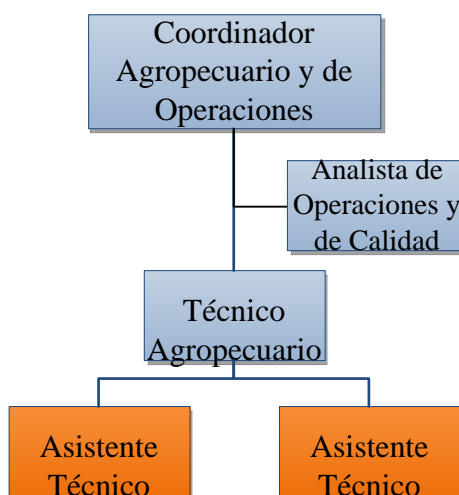 Coordinador
Agropecuario y de
Operaciones
Analista de
Operaciones y
de Calidad
Técnico
Agropecuario
Asistente
Técnico
Asistente
Técnico